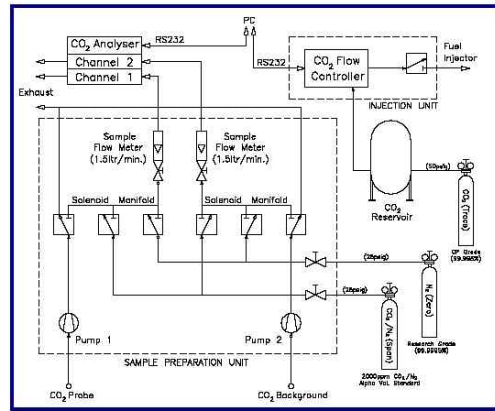 PC
CO2 Analyser
RS232
Channel 2
Channel 1
RS232
CO2 Flow
Controller
Fuel
Injector
Exhaust
INJECTION UNIT
Sample
Flow Meter
(1.5ltr/min.)
Sample
Flow Meter
(1.5ltr/min.)
Solenoid Manifold
Solenoid Manifold
CO2
Reservoir
(50psig)
CO2 (Trace)
CP Grade
(99.995%)
(25psig)
N2 (Zero)
Research Grade
(99.9995%)
(25psig)
CO2/N2 (Span)
2000ppm CO2/N2
Alpha Vol. Standard
Pump 1
Pump 2
SAMPLE PREPARATION UNIT
CO2 Probe
CO2 Background